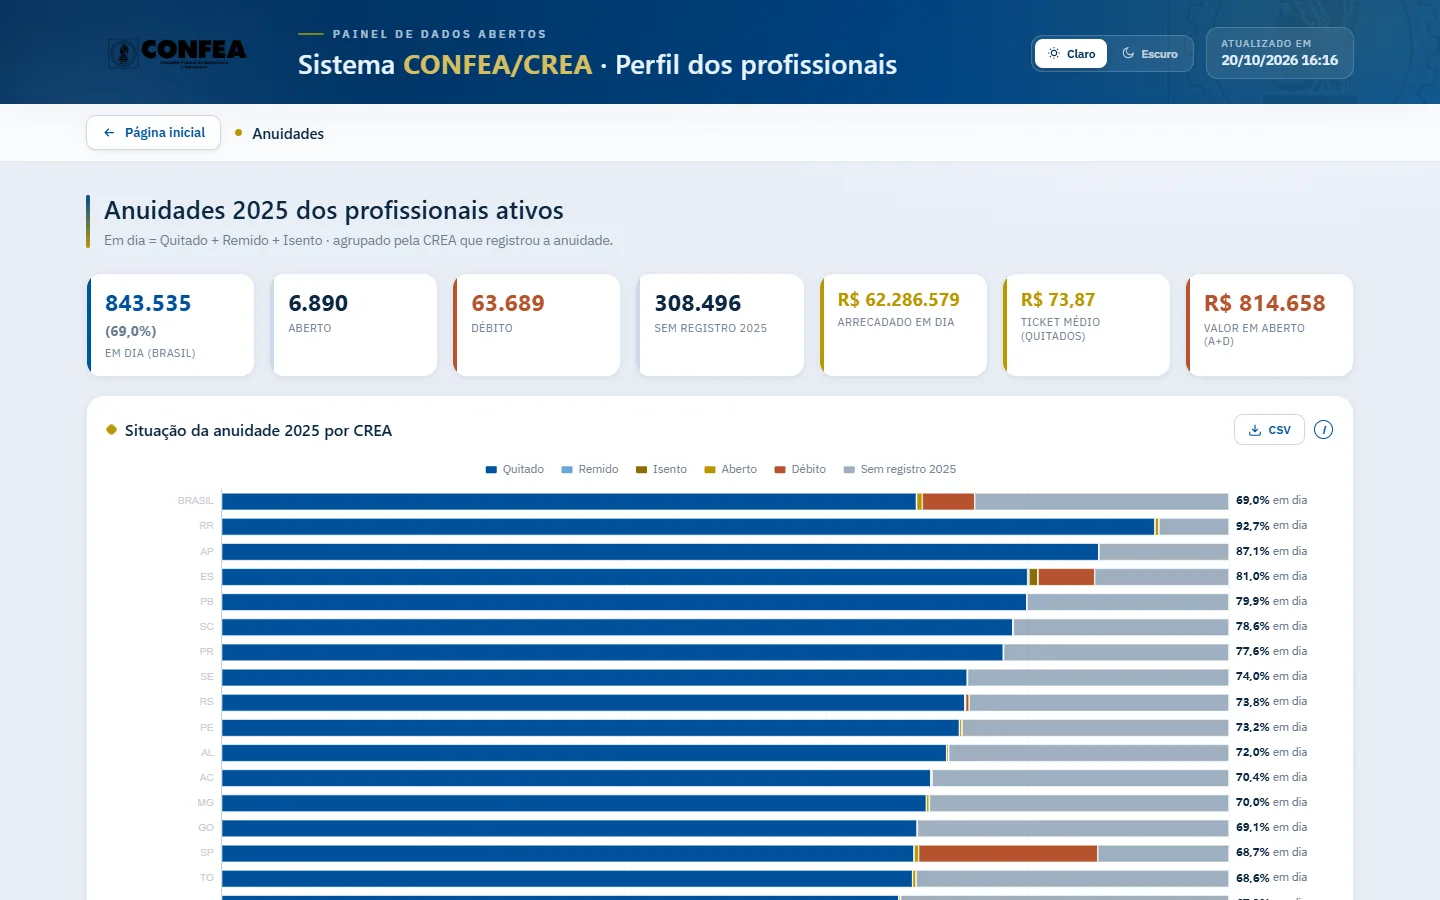 CONFEA
PAINEL DE DADOS ABERTOS
Sistema CONFEA/CREA · Perfil dos profissionais
Claro
Escuro
ATUALIZADO EM
20/10/2026 16:16
← Página inicial
Anuidades
Anuidades 2025 dos profissionais ativos
Em dia = Quitado + Remido + Isento · agrupado pela CREA que registrou a anuidade.
843.535
(69,0%)
EM DIA (BRASIL)
6.890
ABERTO
63.689
DÉBITO
308.496
SEM REGISTRO 2025
R$ 62.286.579
ARRECADADO EM DIA
R$ 73,87
TICKET MÉDIO
(QUITADOS)
R$ 814.658
VALOR EM ABERTO
(A+D)
Situação da anuidade 2025 por CREA
CSV
i
Quitado Remido Isento Aberto Débito Sem registro 2025
BRASIL 69,0% em dia
RR 92,7% em dia
AP 87,1% em dia
ES 81,0% em dia
PB 79,9% em dia
SC 78,6% em dia
PR 77,6% em dia
SE 74,0% em dia
RS 73,8% em dia
PE 73,2% em dia
AL 72,0% em dia
AC 70,4% em dia
MG 70,0% em dia
GO 69,1% em dia
SP 68,7% em dia
TO 68,6% em dia